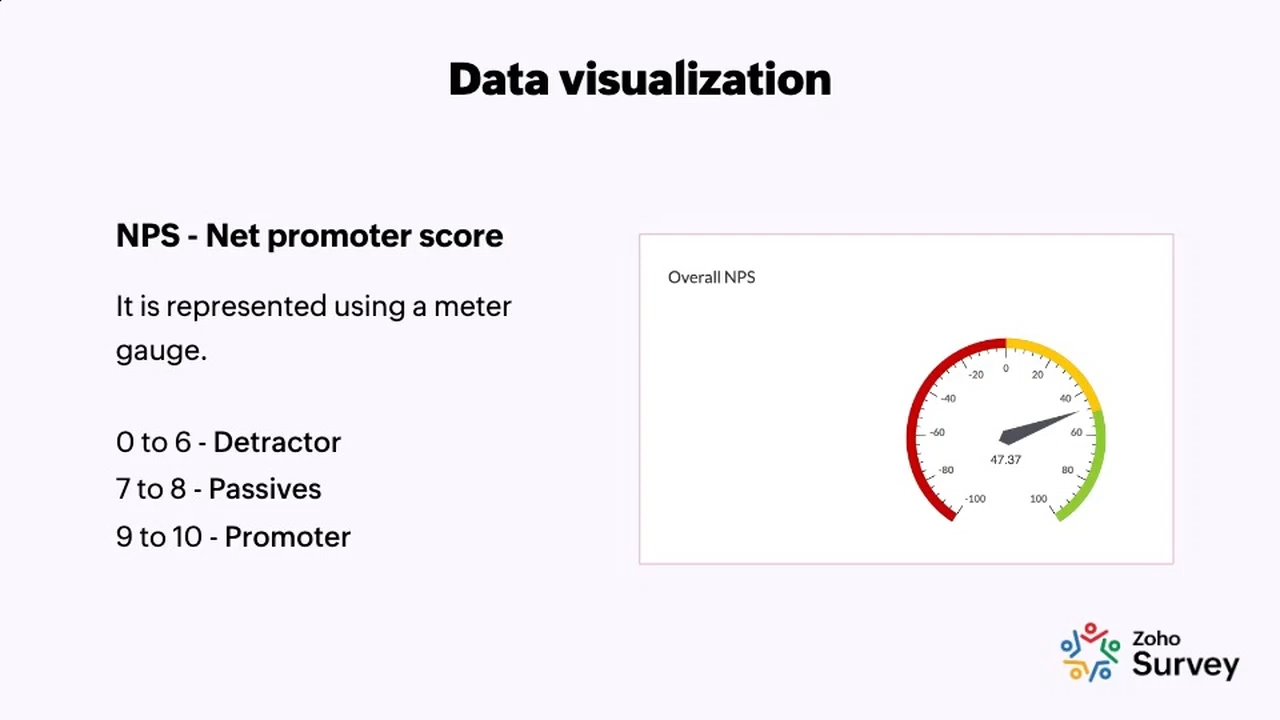 Data visualization
NPS - Net promoter score
It is represented using a meter
gauge.
0 to 6 - Detractor
7 to 8 - Passives
9 to 10 - Promoter
Overall NPS
0
-20
20
-40
40
-60
60
47.37
-80
80
-100
100
Zoho
Survey